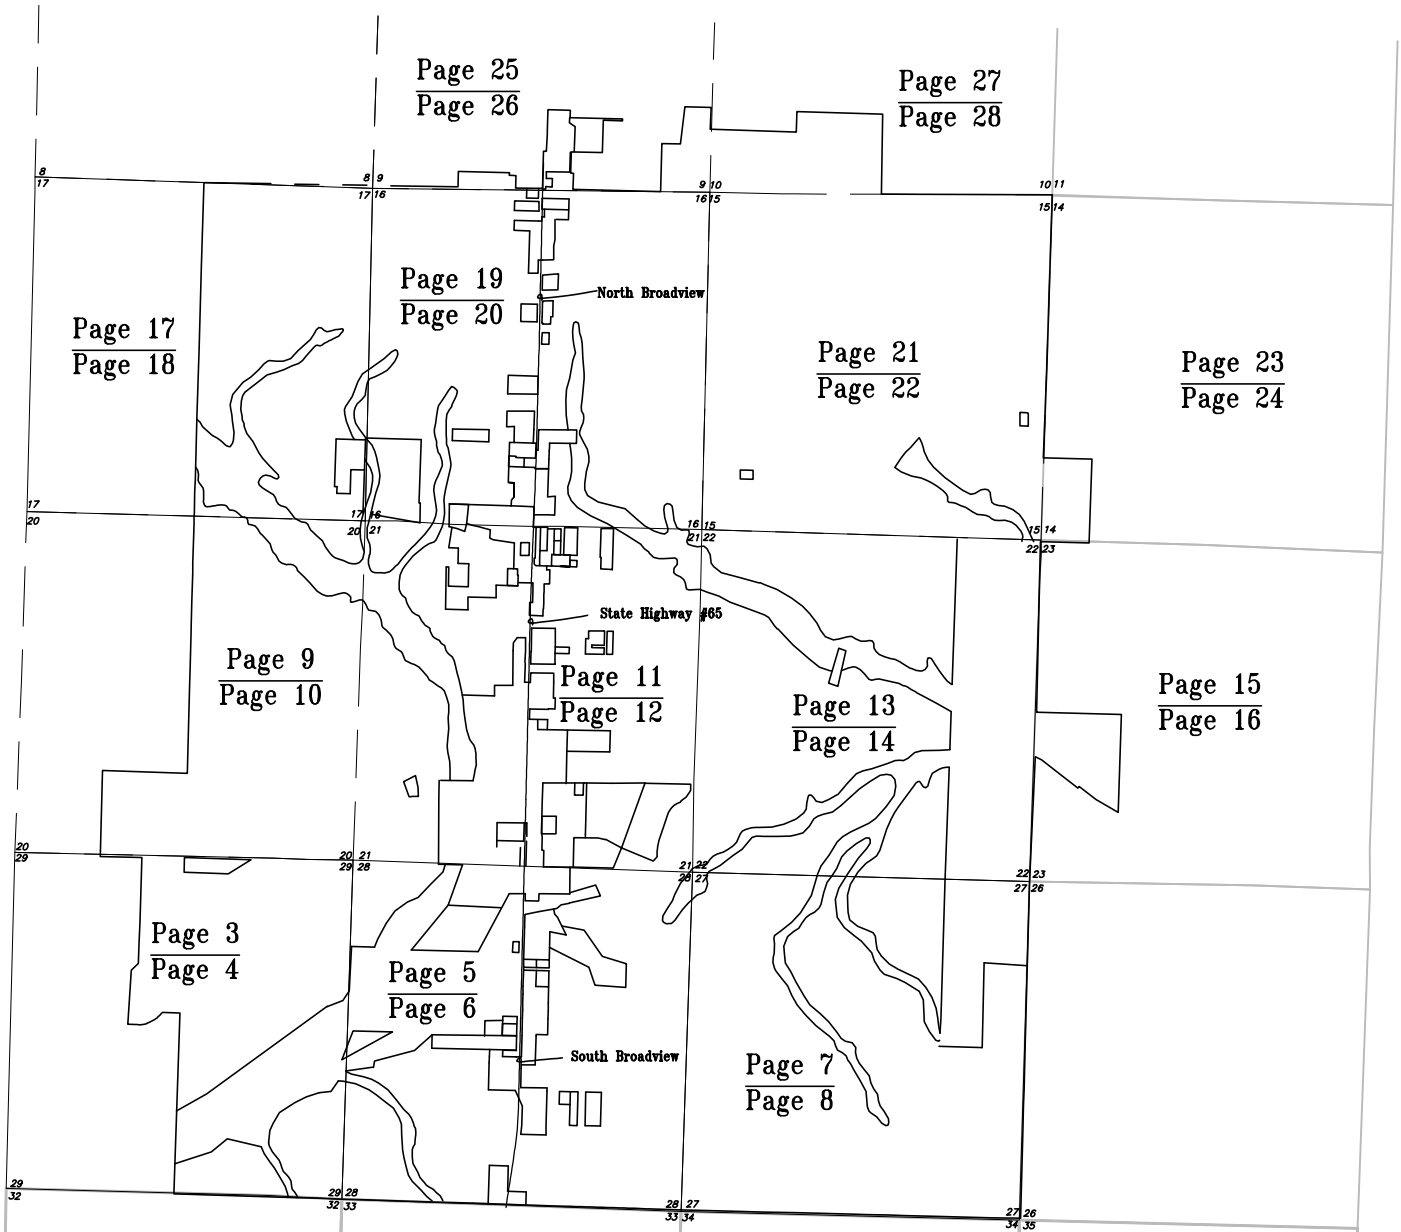 Page 25
Page 26
Page 27
Page 28
8
17
8 9
17 16
9 10
16 15
10 11
15 14
Page 19
Page 20
North Broadview
Page 17
Page 18
Page 21
Page 22
Page 23
Page 24
17
20
17 16
20 21
16 15
21 22
15 14
22 23
State Highway #65
Page 9
Page 10
Page 11
Page 12
Page 13
Page 14
Page 15
Page 16
20
29
20 21
29 28
21 22
28 27
22 23
27 26
Page 3
Page 4
Page 5
Page 6
South Broadview
Page 7
Page 8
29
32
29 28
32 33
28 27
33 34
27 26
34 35